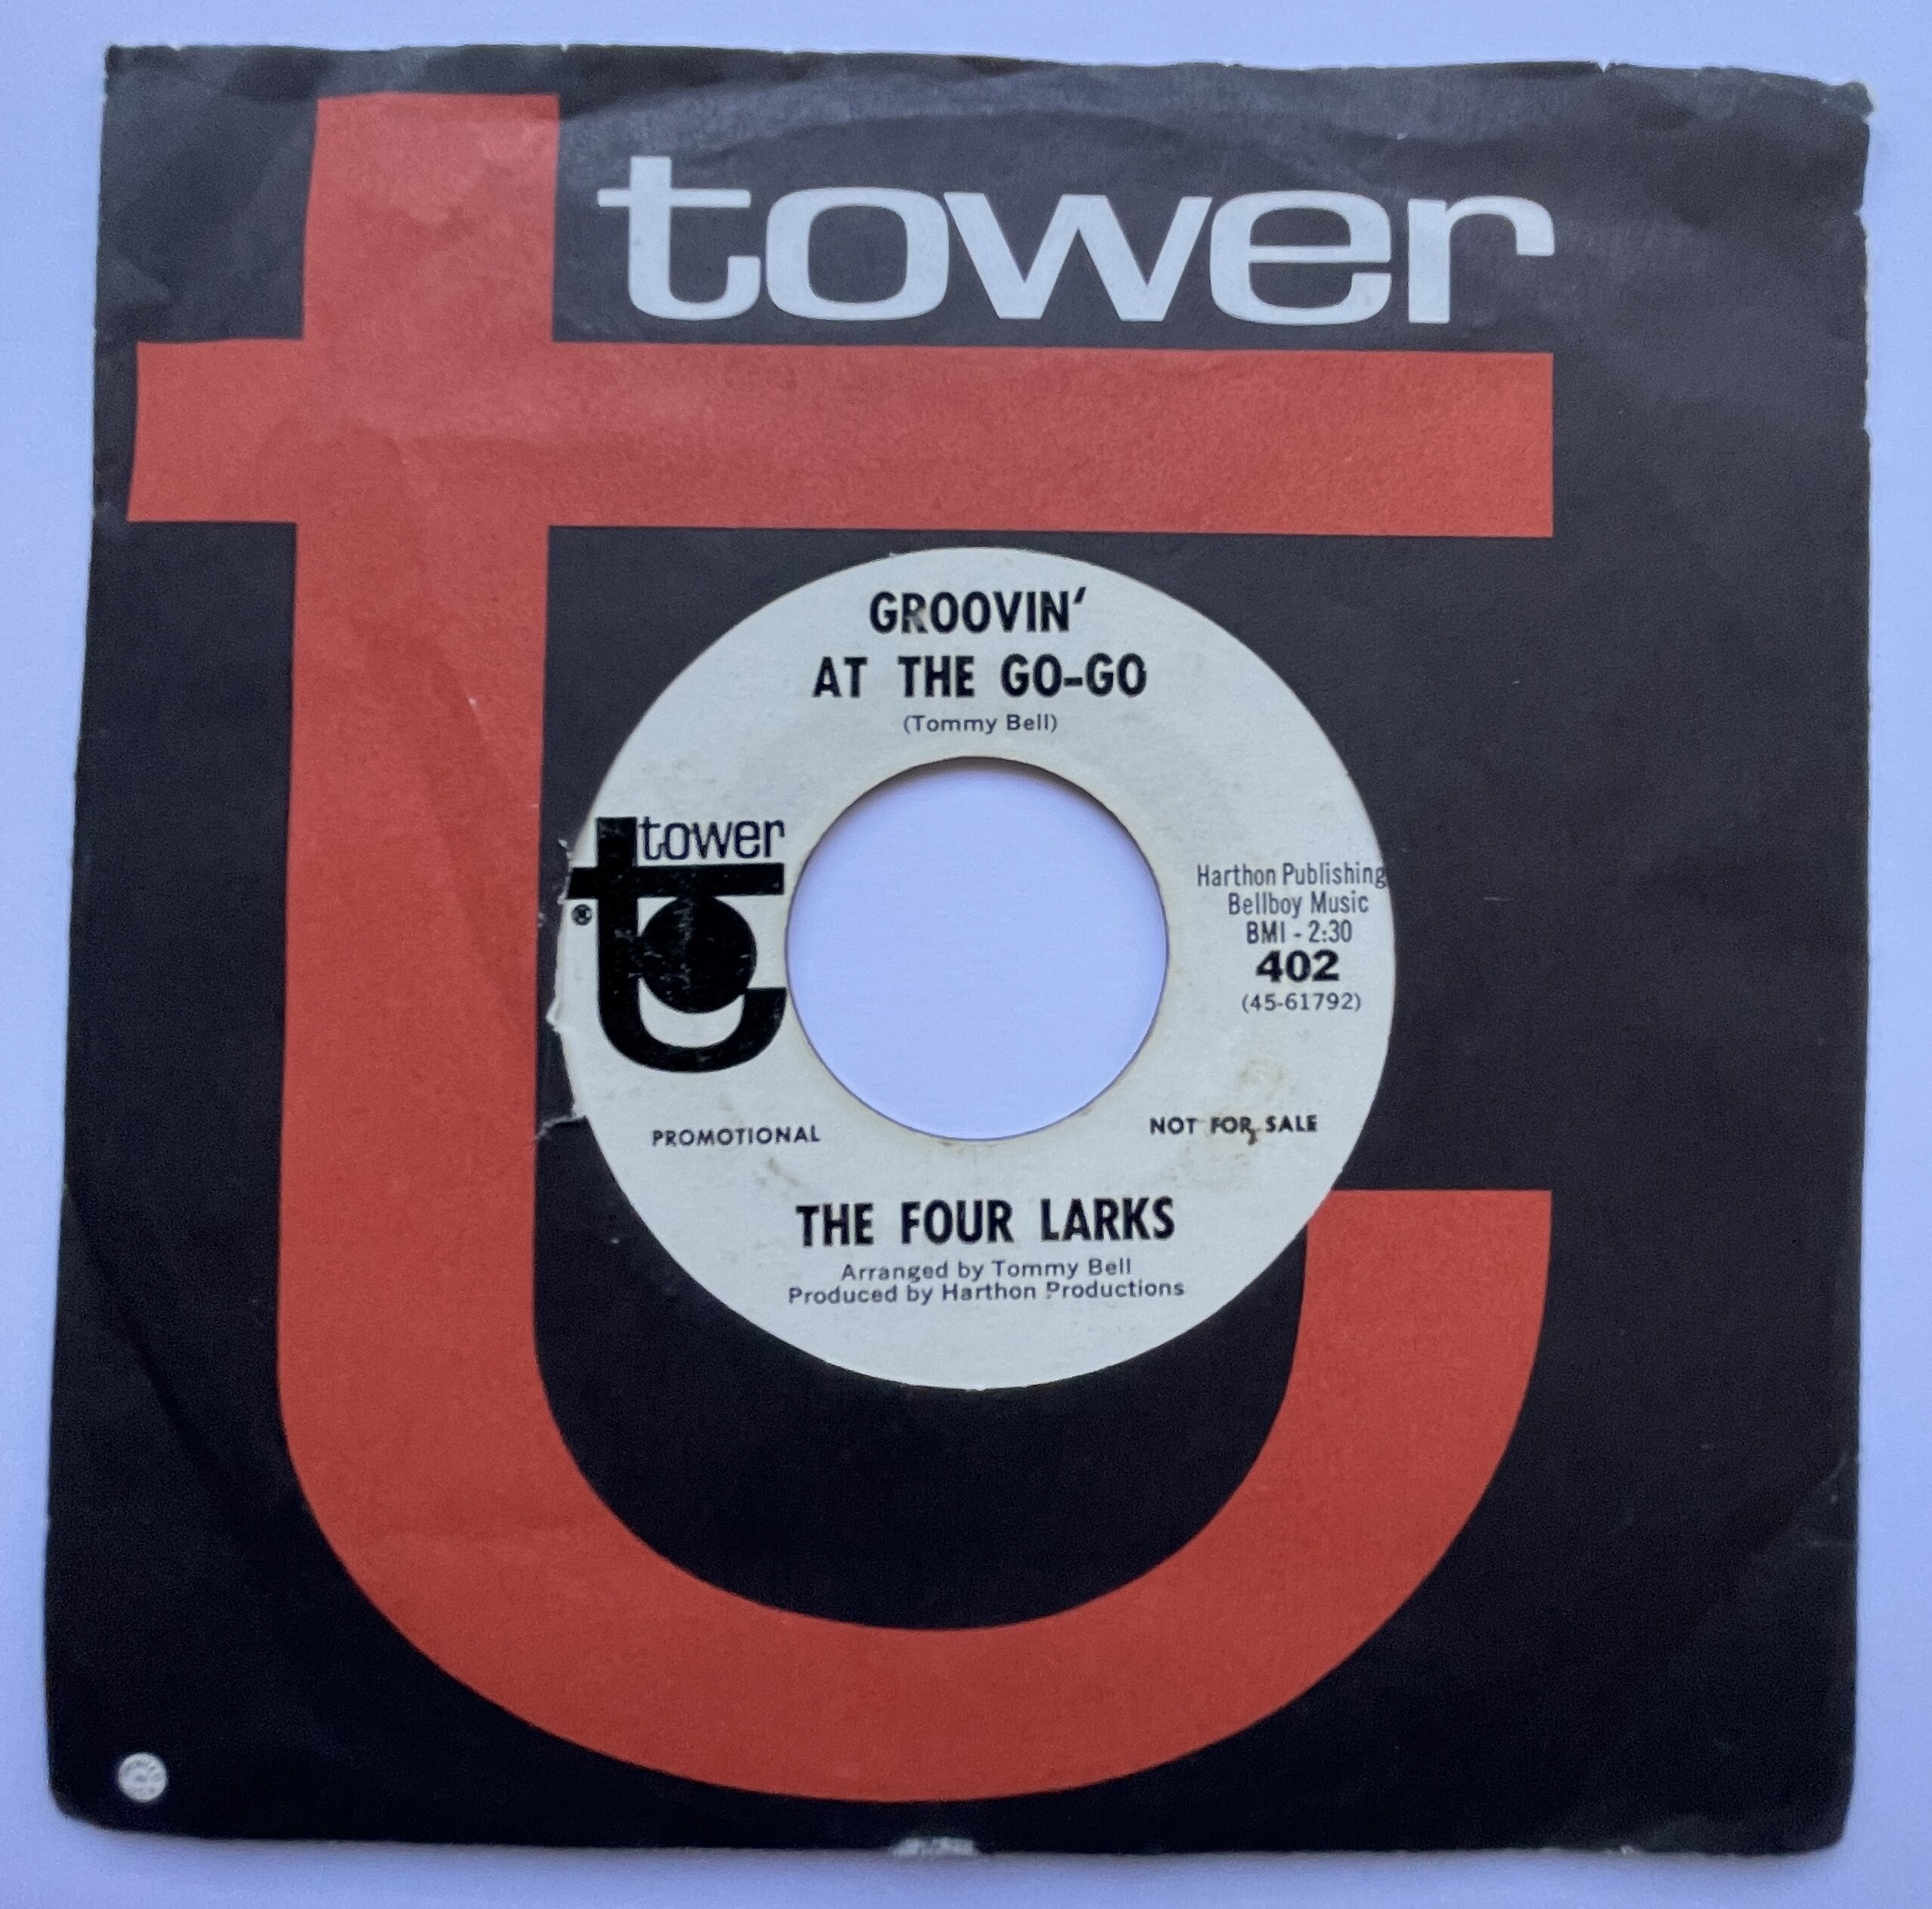 tower
GROOVIN'
AT THE GO-GO
(Tommy Bell)
tower
®
Harthon Publishing
Bellboy Music
BMI - 2:30
402
(45-61792)
PROMOTIONAL
NOT FOR SALE
THE FOUR LARKS
Arranged by Tommy Bell
Produced by Harthon Productions